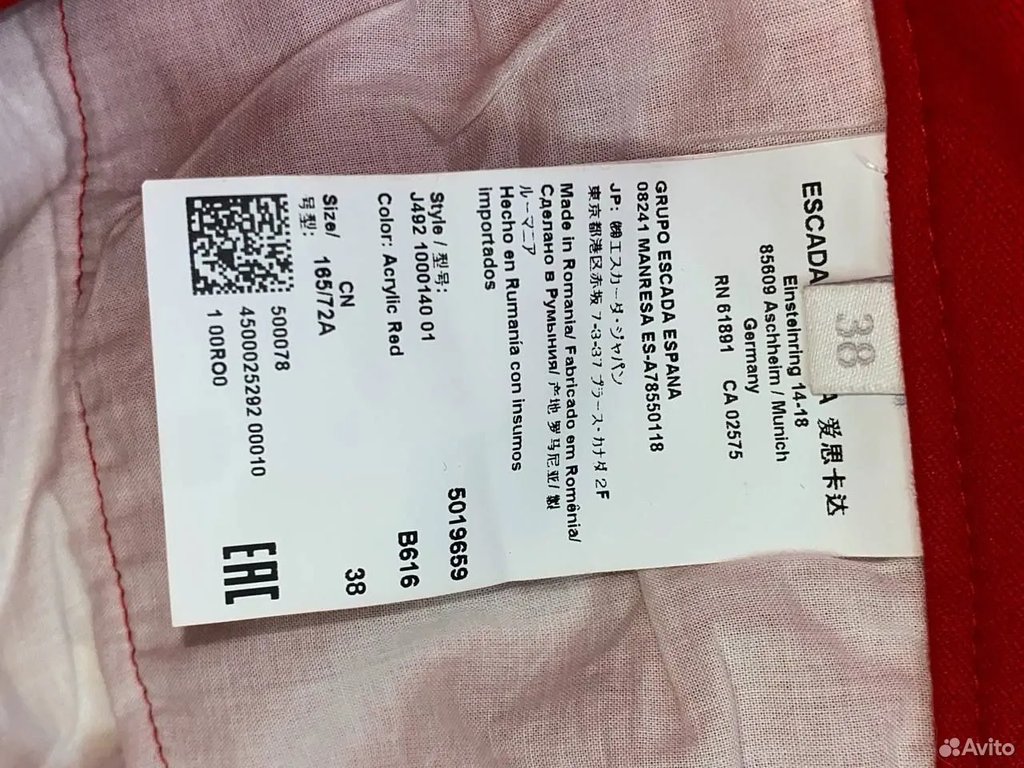 ESCADA 爱思卡达
38
Einsteinring 14-18
85609 Aschheim / Munich
Germany
RN 61891 CA 02575
GRUPO ESCADA ESPANA
08241 MANRESA ES-A78550118
JP: ㈱エスカーダ・ジャパン
東京都港区赤坂 7-3-37 プラース・カナダ 2F
Made in Romania/ Fabricado em Romênia/
Сделано в Румыния/ 产地 罗马尼亚/ 製
ルーマニア
Hecho en Rumanía con insumos
importados
Style / 型号: 5019659
J492 1000140 01
Color: Acrylic Red B616
Size/ CN 38
号型: 165/72A
500078
4500025292 00010
1 00RO0
EAC
Avito